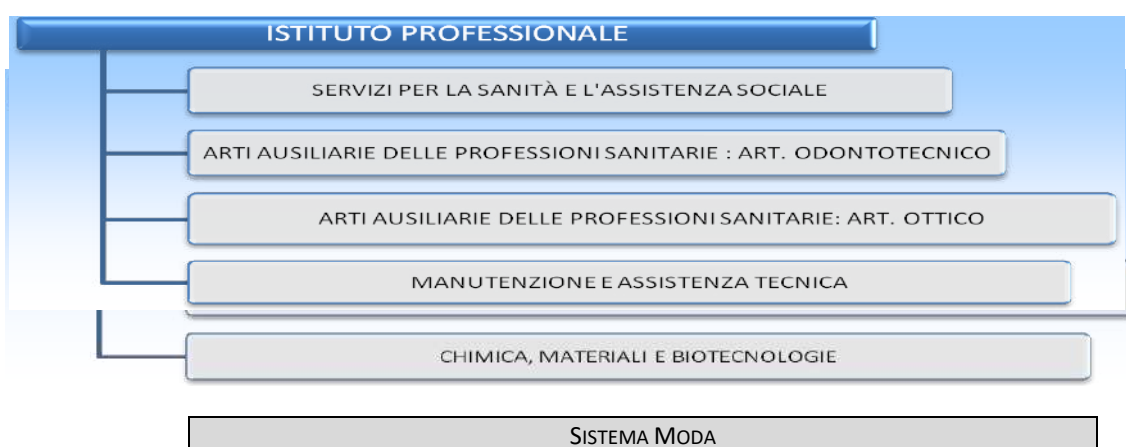 ISTITUTO PROFESSIONALE
SERVIZI PER LA SANITÀ E L'ASSISTENZA SOCIALE
ARTI AUSILIARIE DELLE PROFESSIONI SANITARIE : ART. ODONTOTECNICO
ARTI AUSILIARIE DELLE PROFESSIONI SANITARIE: ART. OTTICO
MANUTENZIONE E ASSISTENZA TECNICA
CHIMICA, MATERIALI E BIOTECNOLOGIE
SISTEMA MODA